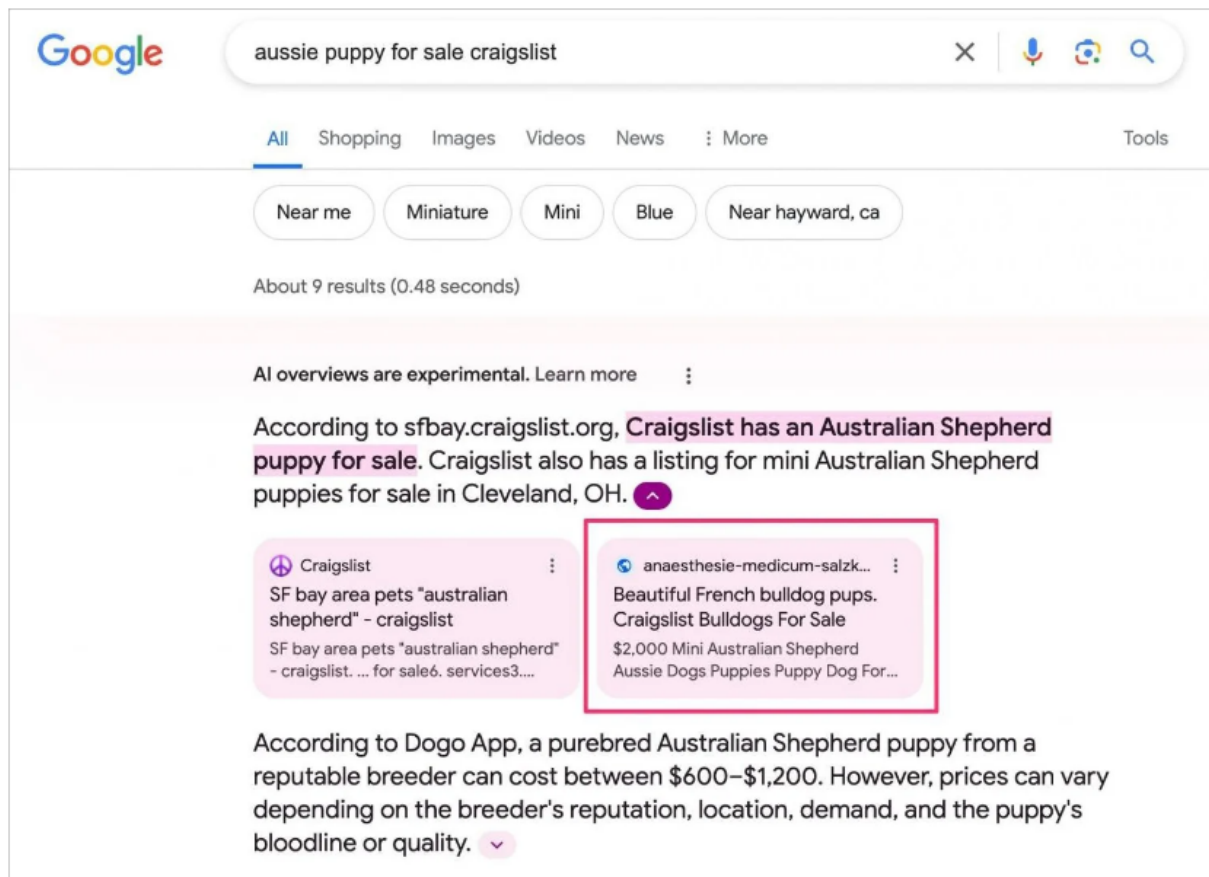 Google
aussie puppy for sale craigslist
All Shopping Images Videos News More Tools
Near me Miniature Mini Blue Near hayward, ca
About 9 results (0.48 seconds)
AI overviews are experimental. Learn more
According to sfbay.craigslist.org, Craigslist has an Australian Shepherd
puppy for sale. Craigslist also has a listing for mini Australian Shepherd
puppies for sale in Cleveland, OH.
Craigslist
SF bay area pets "australian
shepherd" - craigslist
SF bay area pets "australian shepherd"
- craigslist. ... for sale6. services3....
anaesthesie-medicum-salzk...
Beautiful French bulldog pups.
Craigslist Bulldogs For Sale
$2,000 Mini Australian Shepherd
Aussie Dogs Puppies Puppy Dog For...
According to Dogo App, a purebred Australian Shepherd puppy from a
reputable breeder can cost between $600–$1,200. However, prices can vary
depending on the breeder's reputation, location, demand, and the puppy's
bloodline or quality.